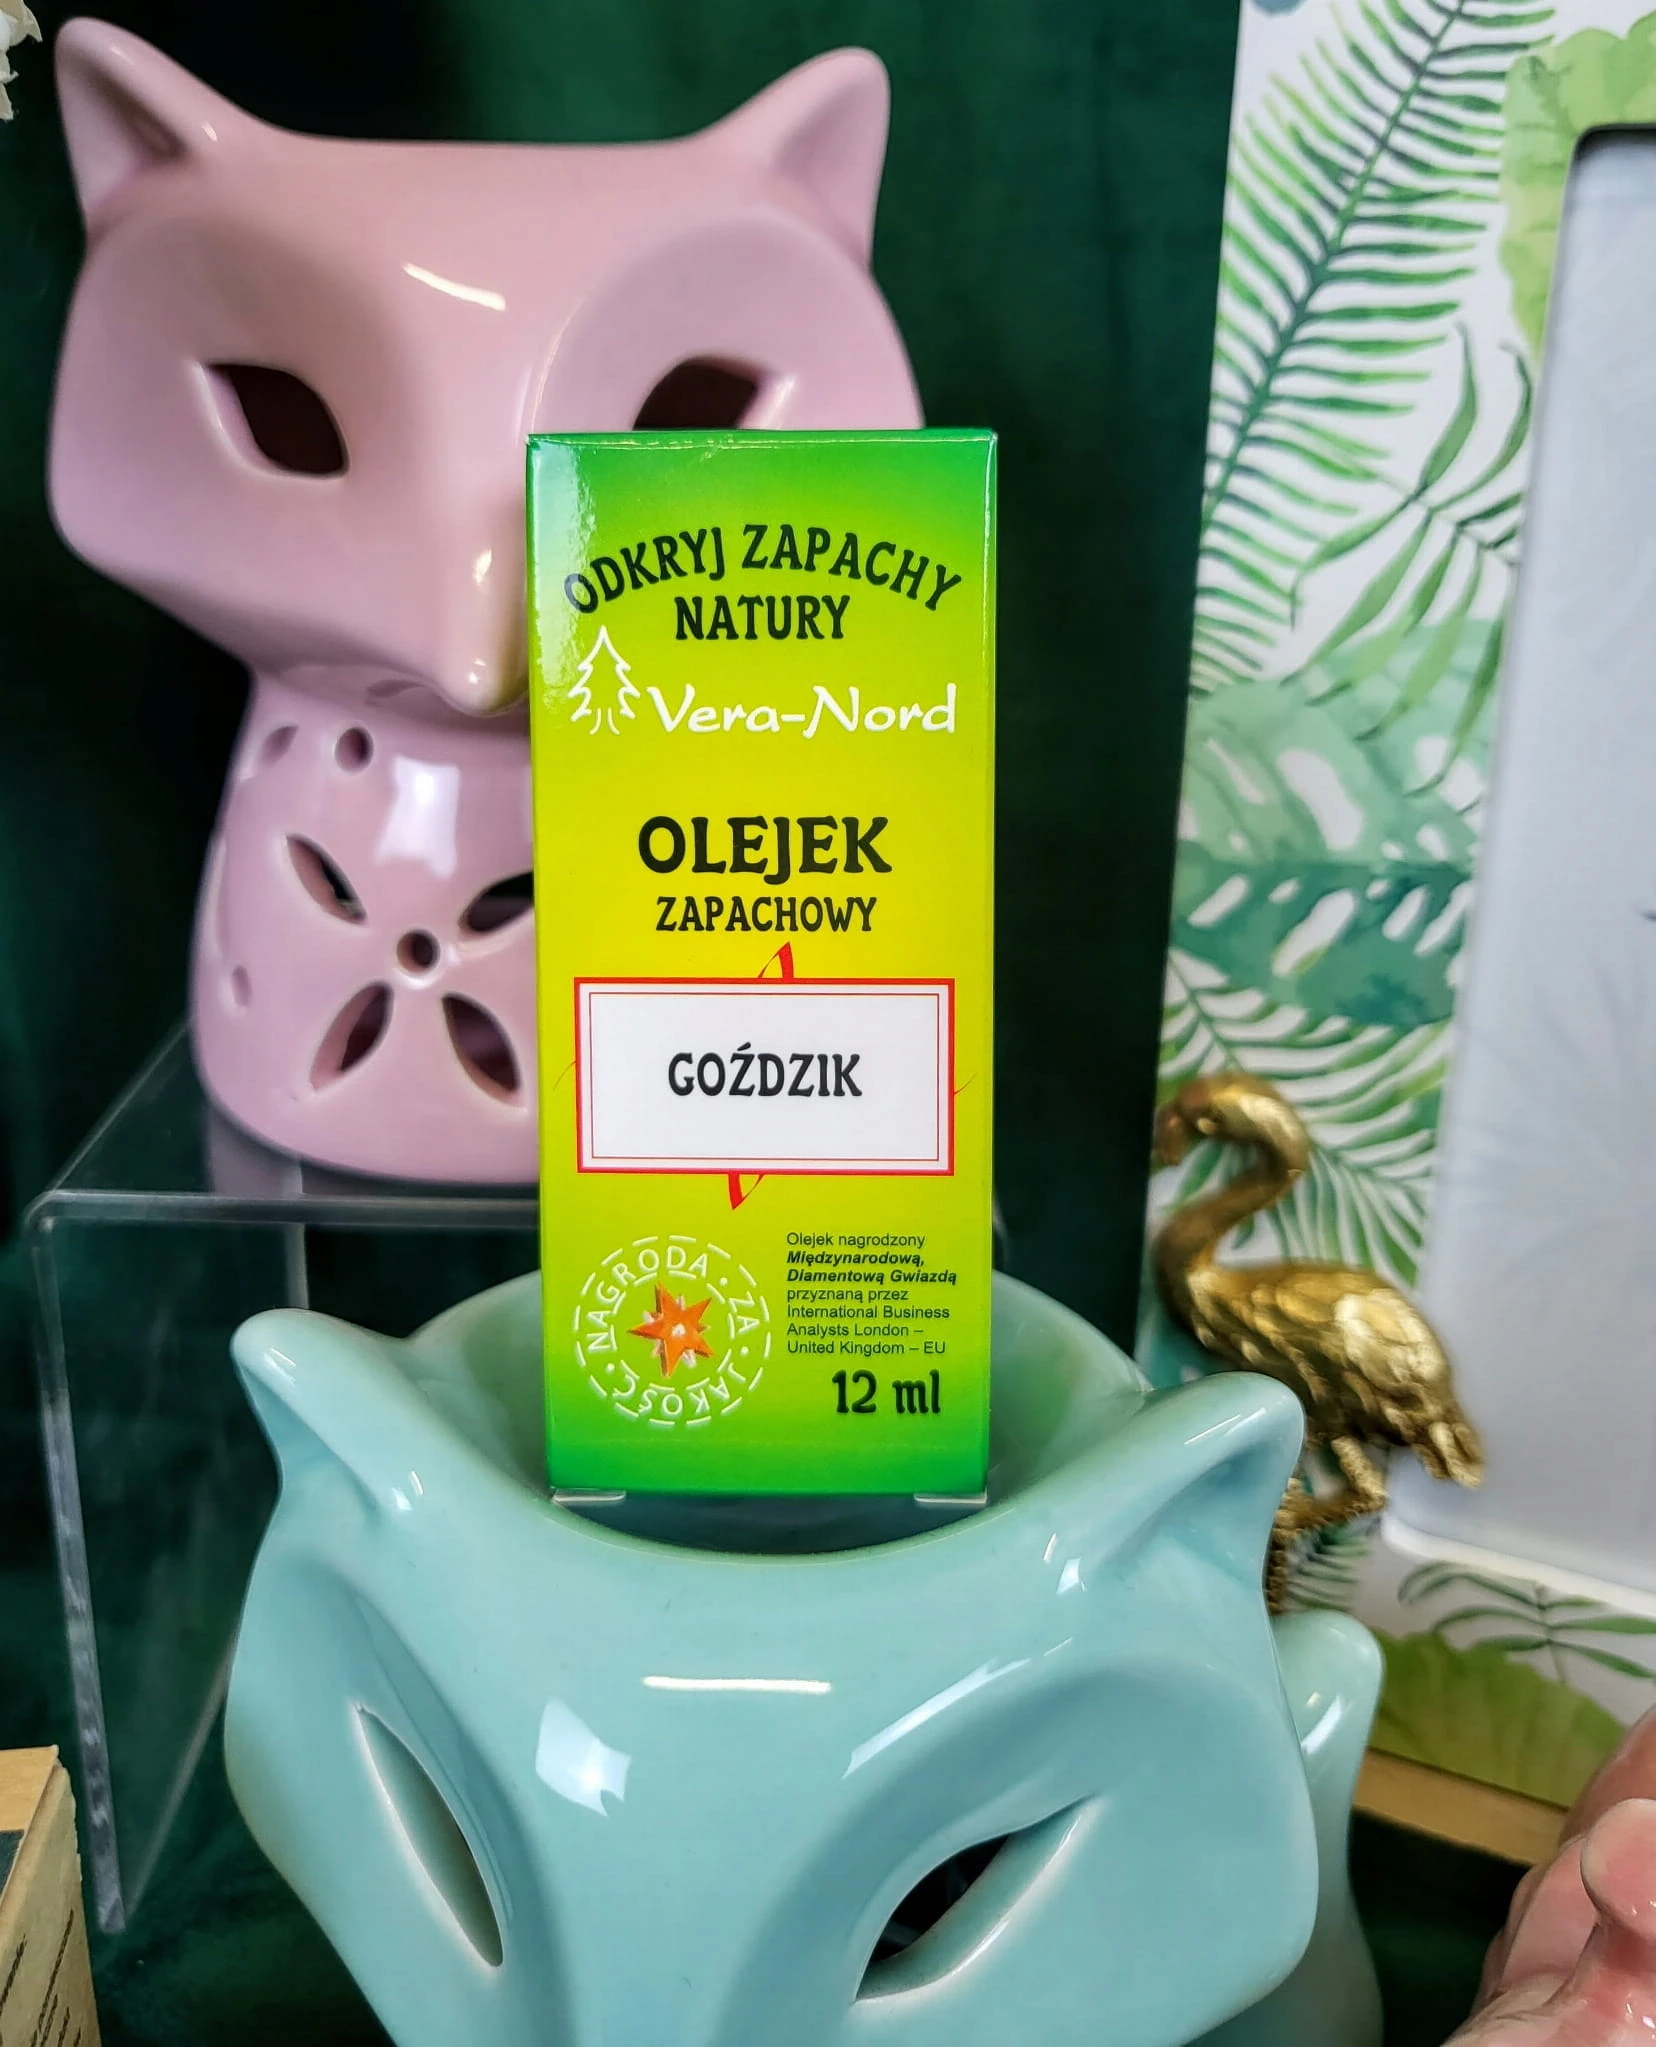 ODKRYJ ZAPACHY
NATURY
Vera-Nord
OLEJEK
ZAPACHOWY
GOŹDZIK
NAGRODA · ZA · JAKOŚĆ ·
Olejek nagrodzony
Międzynarodową,
Diamentową Gwiazdą
przyznaną przez
International Business
Analysts London –
United Kingdom – EU
12 ml